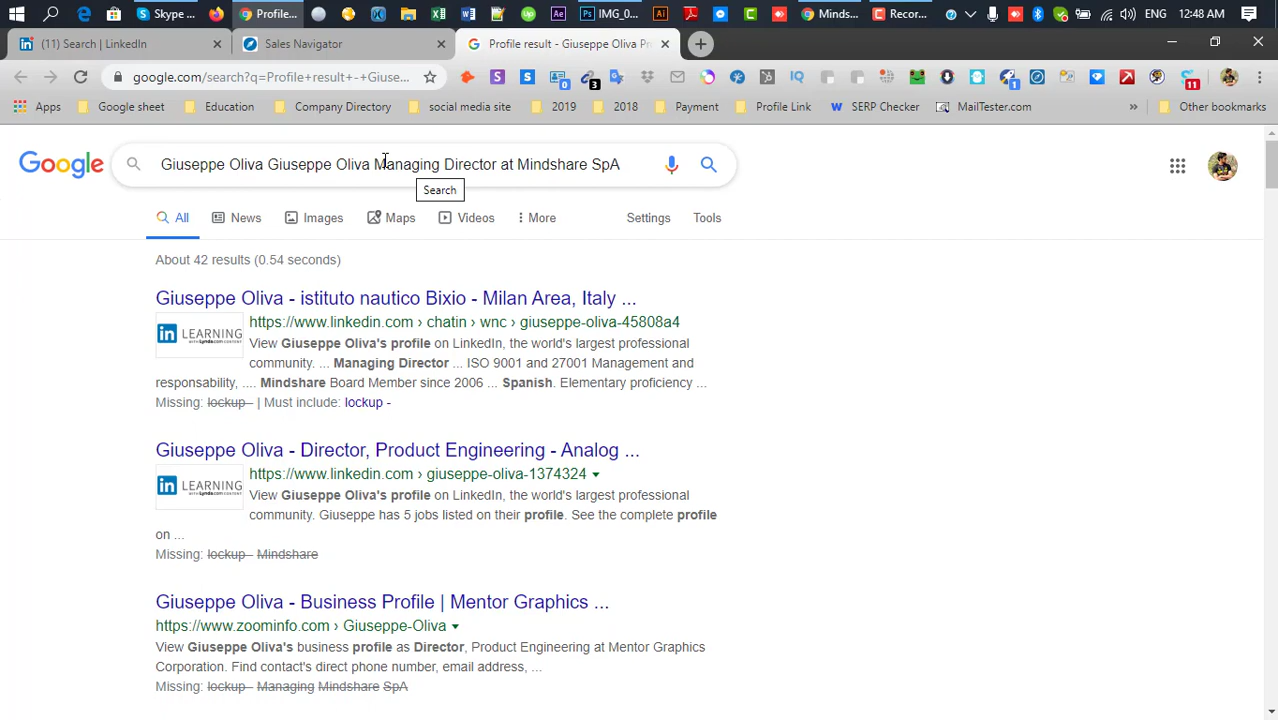 Skype ...
Profile...
IMG_0...
Minds...
Recor...
ENG
12:48 AM
(11) Search | LinkedIn
Sales Navigator
Profile result - Giuseppe Oliva Pr
google.com/search?q=Profile+result+-+Giuse...
0
3
1
11
Apps
Google sheet
Education
Company Directory
social media site
2019
2018
Payment
Profile Link
SERP Checker
MailTester.com
»
Other bookmarks
Google
Giuseppe Oliva Giuseppe Oliva Managing Director at Mindshare SpA
Search
All
News
Images
Maps
Videos
More
Settings
Tools
About 42 results (0.54 seconds)
Giuseppe Oliva - istituto nautico Bixio - Milan Area, Italy ...
in LEARNING
https://www.linkedin.com › chatin › wnc › giuseppe-oliva-45808a4
View Giuseppe Oliva's profile on LinkedIn, the world's largest professional
community. ... Managing Director ... ISO 9001 and 27001 Management and
responsability, .... Mindshare Board Member since 2006 ... Spanish. Elementary proficiency ...
Missing: lockup - | Must include: lockup -
Giuseppe Oliva - Director, Product Engineering - Analog ...
in LEARNING
https://www.linkedin.com › giuseppe-oliva-1374324
View Giuseppe Oliva's profile on LinkedIn, the world's largest professional
community. Giuseppe has 5 jobs listed on their profile. See the complete profile
on ...
Missing: lockup - Mindshare
Giuseppe Oliva - Business Profile | Mentor Graphics ...
https://www.zoominfo.com › Giuseppe-Oliva
View Giuseppe Oliva's business profile as Director, Product Engineering at Mentor Graphics
Corporation. Find contact's direct phone number, email address, ...
Missing: lockup - Managing Mindshare SpA